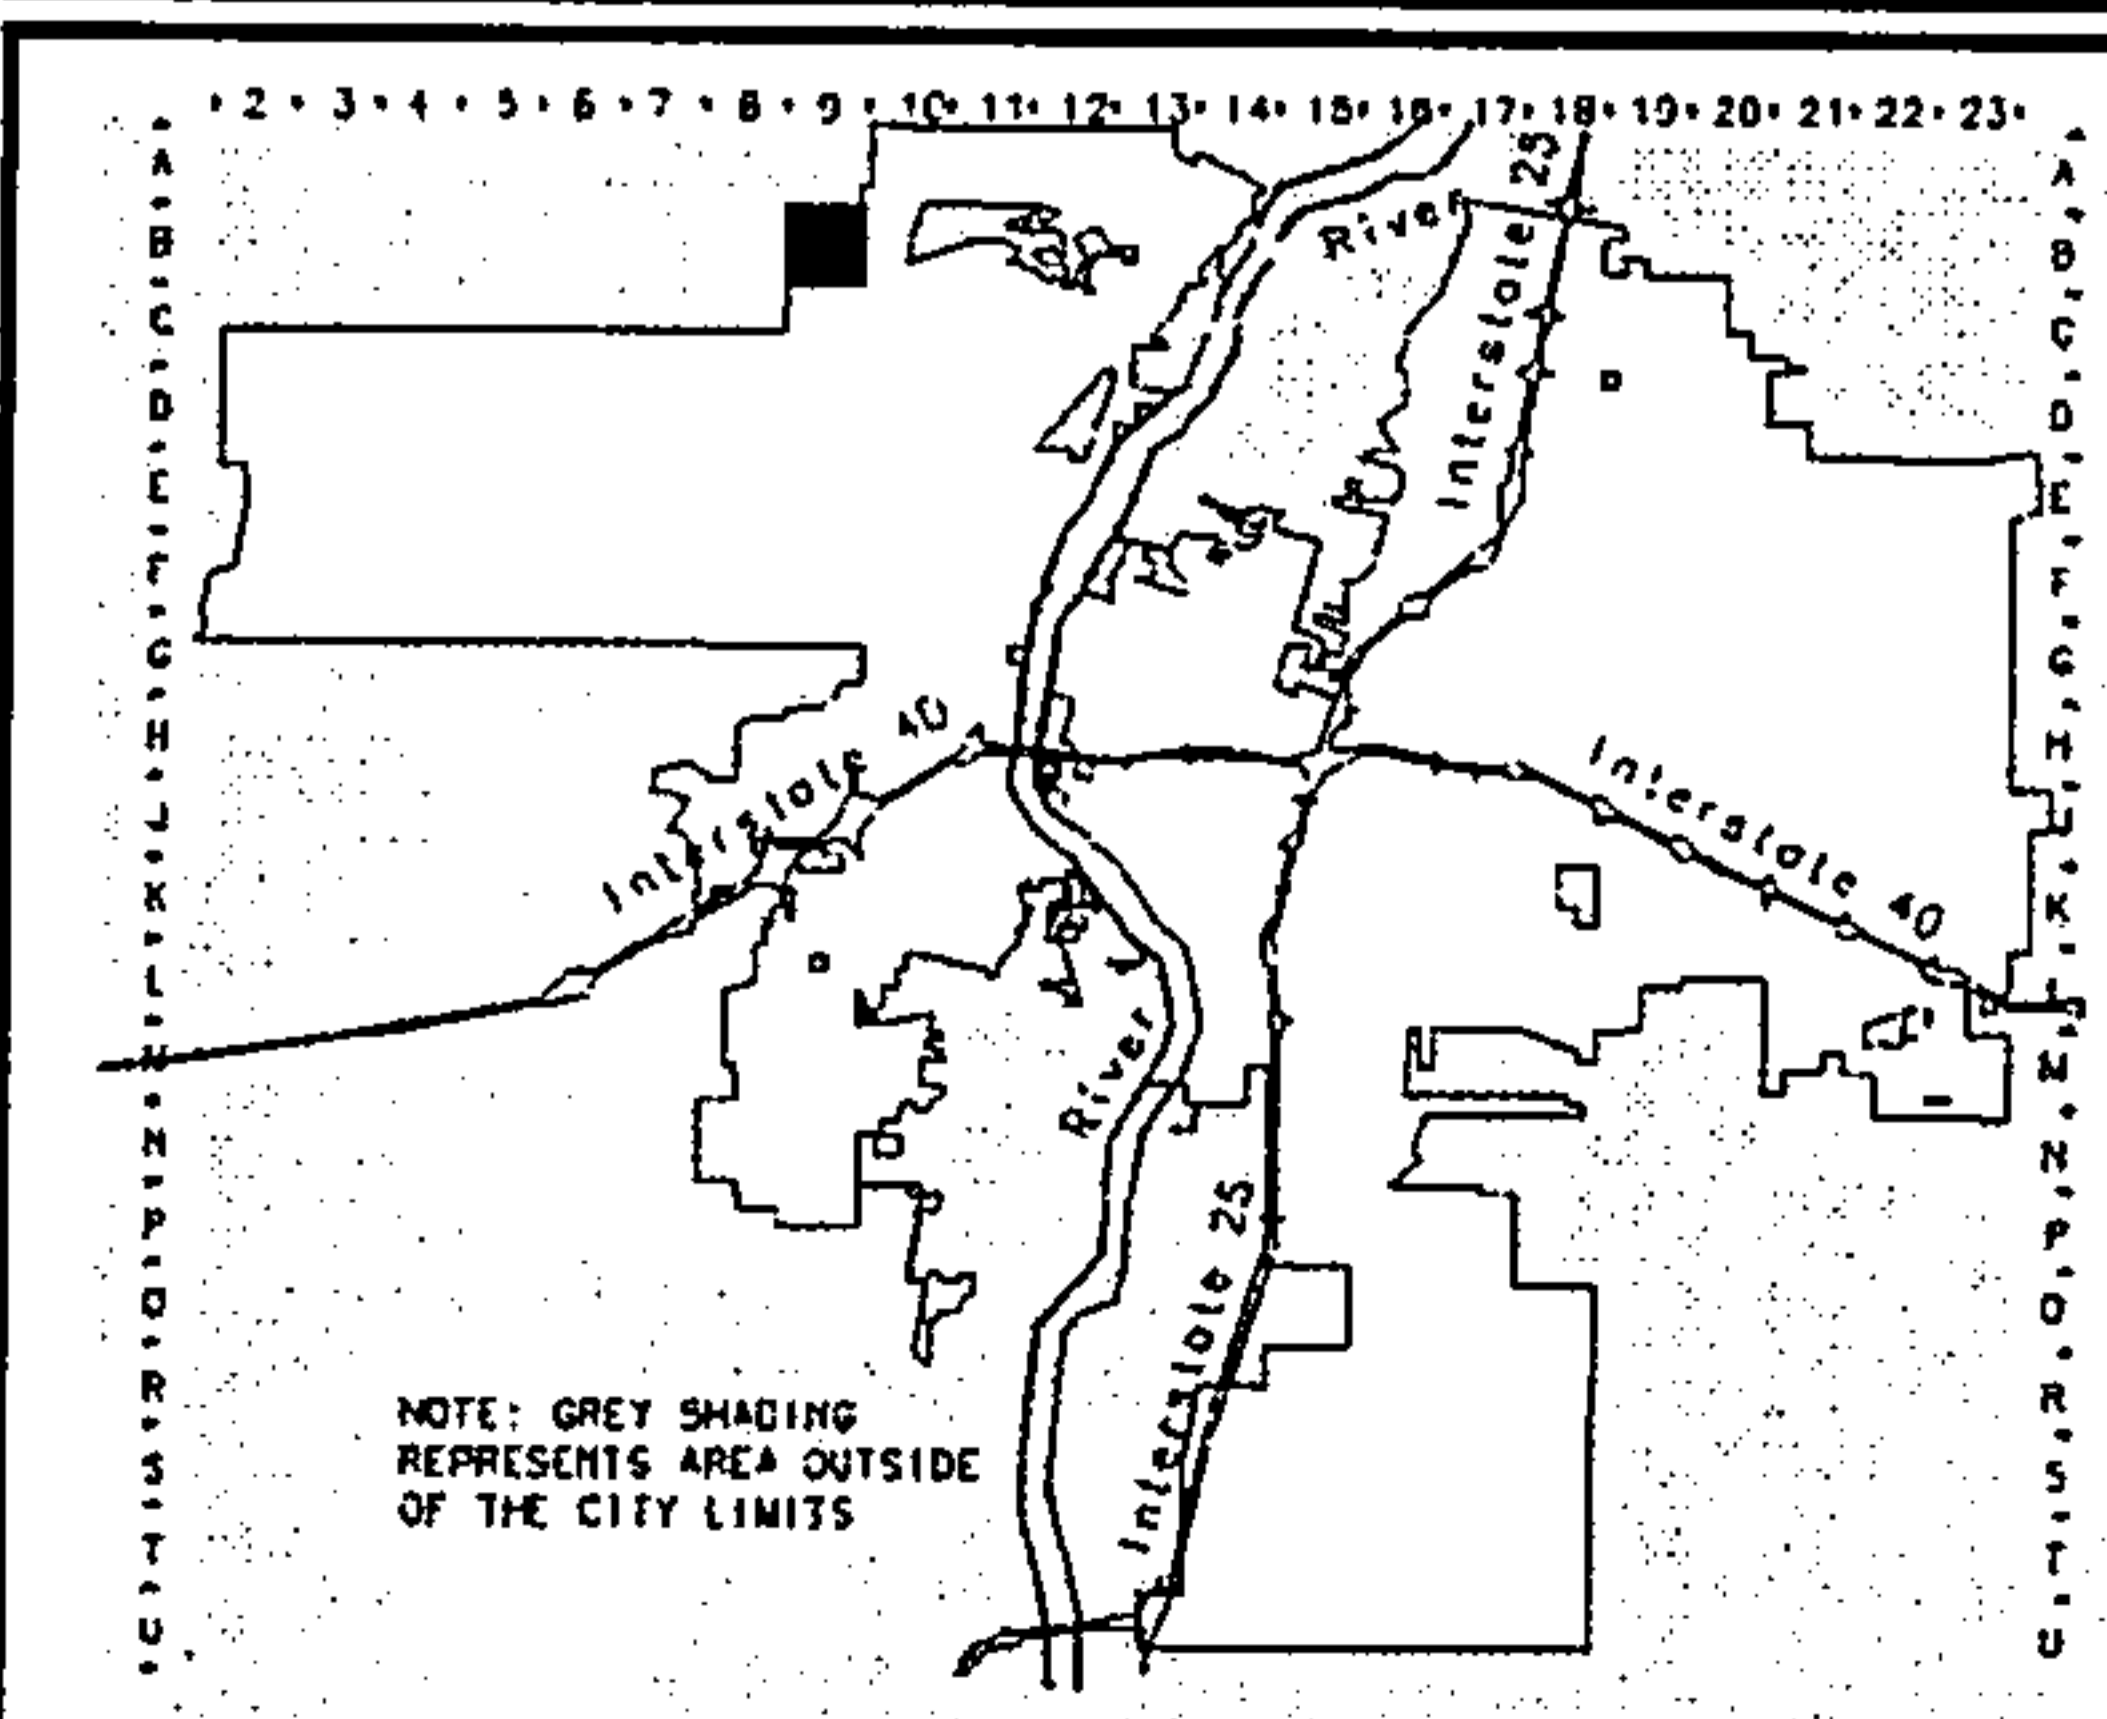 2 3 4 5 6 7 8 9 10 11 12 13 14 15 16 17 18 19 20 21 22 23
A
B
C
D
E
F
G
H
J
K
L
M
N
P
Q
R
S
T
U
River
Interstate 25
Interstate 40
Interstate 40
River
Interstate 25
NOTE: GREY SHADING
REPRESENTS AREA OUTSIDE
OF THE CITY LIMITS
A
B
C
D
E
F
G
H
J
K
L
M
N
P
Q
R
S
T
U